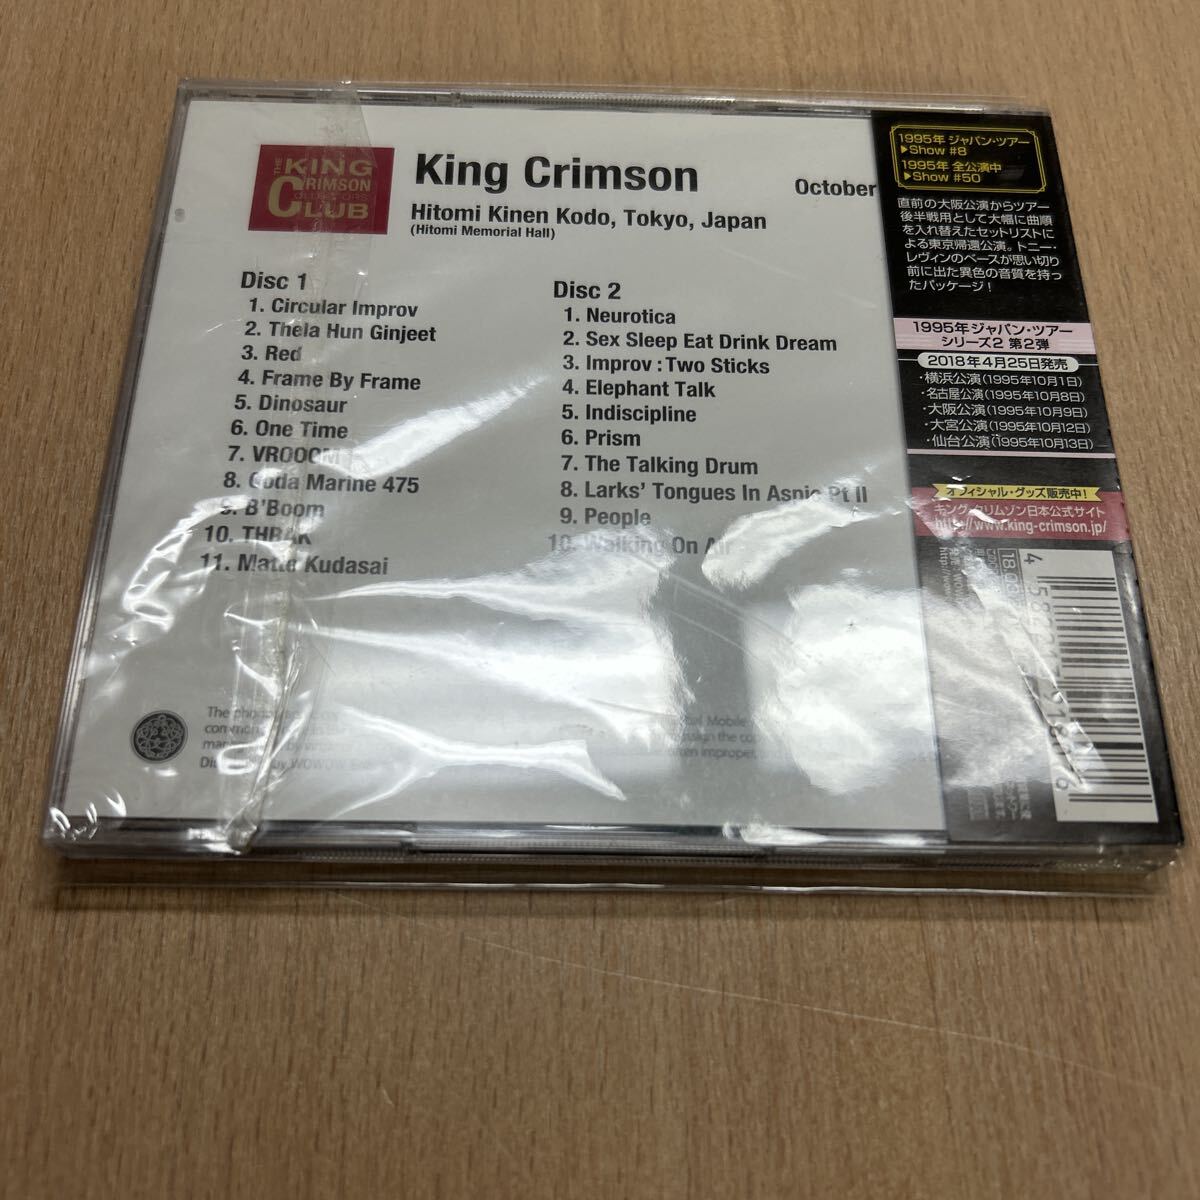 THE
KING
CRIMSON
COLLECTORS'
CLUB
King Crimson
October
Hitomi Kinen Kodo, Tokyo, Japan
(Hitomi Memorial Hall)
Disc 1
1. Circular Improv
2. Thela Hun Ginjeet
3. Red
4. Frame By Frame
5. Dinosaur
6. One Time
7. VROOOM
8. Coda Marine 475
9. B'Boom
10. THRAK
11. Matte Kudasai
Disc 2
1. Neurotica
2. Sex Sleep Eat Drink Dream
3. Improv : Two Sticks
4. Elephant Talk
5. Indiscipline
6. Prism
7. The Talking Drum
8. Larks' Tongues In Aspic Pt II
9. People
10. Walking On Air
The
common
by WOWOW
1995年 ジャパン・ツアー
▶Show #8
1995年 全公演中
▶Show #50
直前の大阪公演からツアー
後半戦用として大幅に曲順
を入れ替えたセットリストに
よる東京帰還公演。トニー・
レヴィンのベースが思い切り
前に出た異色の音質を持っ
たパッケージ!
1995年ジャパン・ツアー
シリーズ2 第2弾
2018年4月25日発売
・横浜公演(1995年10月1日)
・名古屋公演(1995年10月8日)
・大阪公演(1995年10月9日)
・大宮公演(1995年10月12日)
・仙台公演(1995年10月13日)
オフィシャル・グッズ販売中!
キング・クリムゾン日本公式サイト
http://www.king-crimson.jp/